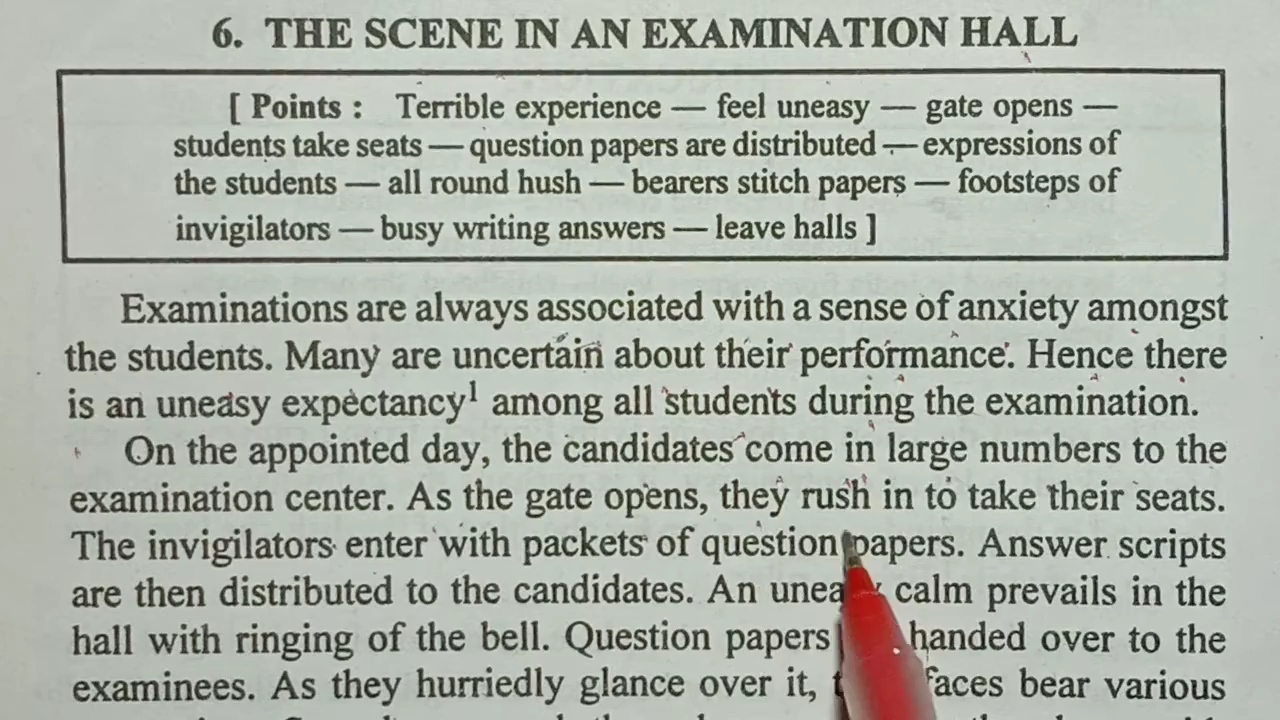 6. THE SCENE IN AN EXAMINATION HALL
[ Points : Terrible experience — feel uneasy — gate opens —
students take seats — question papers are distributed — expressions of
the students — all round hush — bearers stitch papers — footsteps of
invigilators — busy writing answers — leave halls ]
Examinations are always associated with a sense of anxiety amongst
the students. Many are uncertain about their performance. Hence there
is an uneasy expectancy¹ among all students during the examination.
On the appointed day, the candidates come in large numbers to the
examination center. As the gate opens, they rush in to take their seats.
The invigilators enter with packets of question papers. Answer scripts
are then distributed to the candidates. An calm prevails in the
hall with ringing of the bell. Question papers handed over to the
examinees. As they hurriedly glance over it, faces bear various